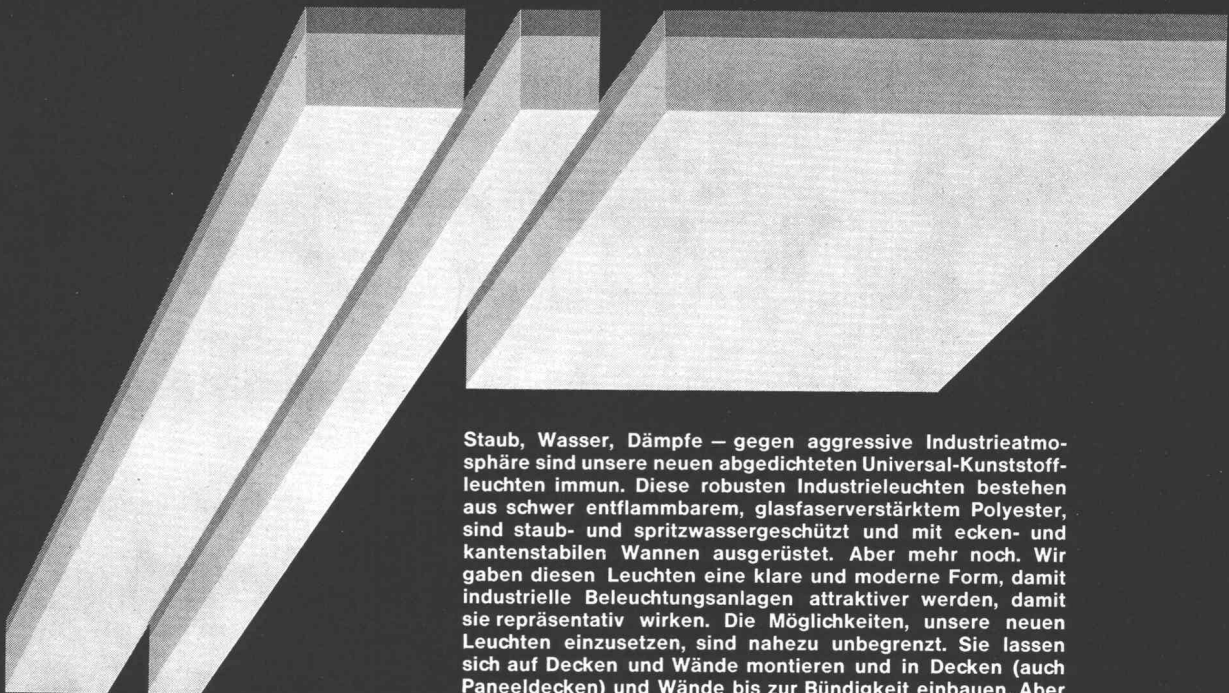 Staub, Wasser, Dämpfe — gegen aggressive Industrieatmo-
sphäre sind unsere neuen abgedichteten Universal-Kunststoff-
leuchten immun. Diese robusten Industrieleuchten bestehen
aus schwer entflammbarem, glasfaserverstärktem Polyester,
sind staub- und spritzwassergeschützt und mit ecken- und
kantenstabilen Wannen ausgerüstet. Aber mehr noch. Wir
gaben diesen Leuchten eine klare und moderne Form, damit
industrielle Beleuchtungsanlagen attraktiver werden, damit
sie repräsentativ wirken. Die Möglichkeiten, unsere neuen
Leuchten einzusetzen, sind nahezu unbegrenzt. Sie lassen
sich auf Decken und Wände montieren und in Decken (auch
Paneeldecken) und Wände bis zur Bündigkeit einbauen. Aber